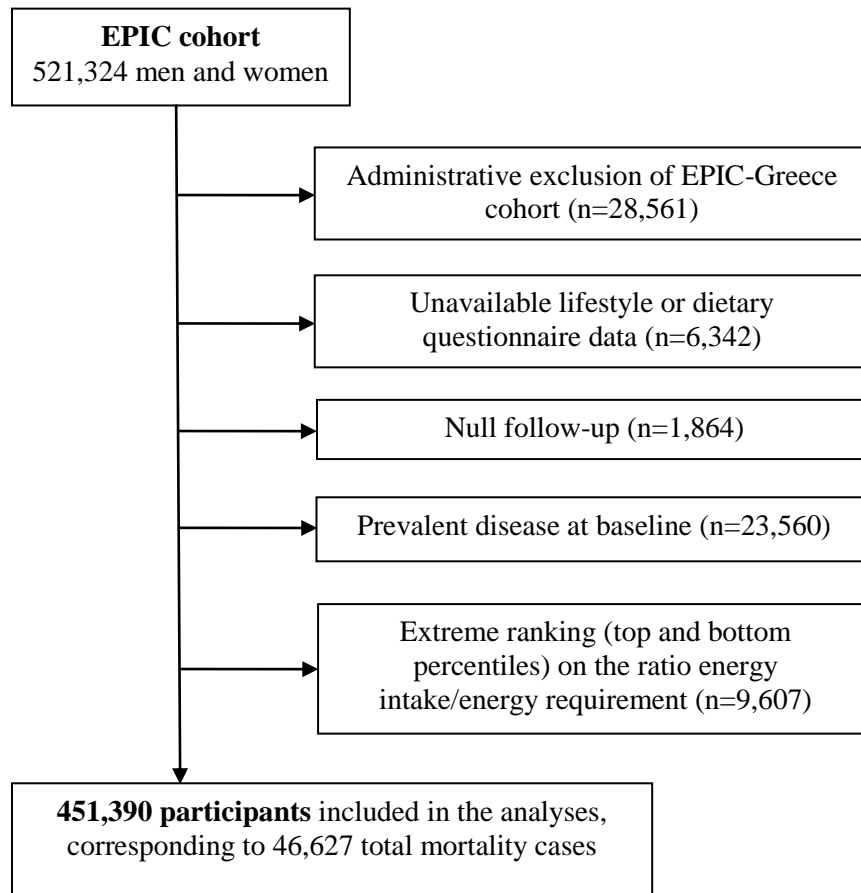 EPIC cohort
521,324 men and women
Administrative exclusion of EPIC-Greece
cohort (n=28,561)
Unavailable lifestyle or dietary
questionnaire data (n=6,342)
Null follow-up (n=1,864)
Prevalent disease at baseline (n=23,560)
Extreme ranking (top and bottom
percentiles) on the ratio energy
intake/energy requirement (n=9,607)
451,390 participants included in the analyses,
corresponding to 46,627 total mortality cases